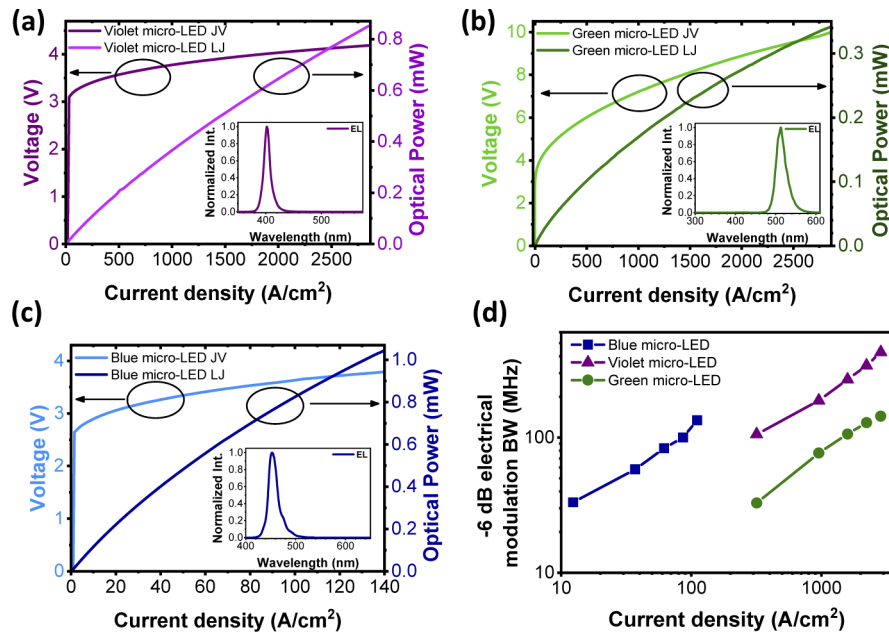 (a)
Violet micro-LED JV
Violet micro-LED LJ
4
3
2
1
0
Voltage (V)
0.8
0.6
0.4
0.2
0.0
Optical Power (mW)
0 500 1000 1500 2000 2500
Current density (A/cm²)
EL
1.0
0.8
0.6
0.4
0.2
0.0
Normalized Int.
400 500
Wavelength (nm)
(b)
Green micro-LED JV
Green micro-LED LJ
10
8
6
4
2
0
Voltage (V)
0.3
0.2
0.1
0.0
Optical Power (mW)
0 500 1000 1500 2000 2500
Current density (A/cm²)
EL
1.0
0.8
0.6
0.4
0.2
0.0
Normalized Int.
300 400 500 600
Wavelength (nm)
(c)
Blue micro-LED JV
Blue micro-LED LJ
4
3
2
1
0
Voltage (V)
1.0
0.8
0.6
0.4
0.2
0.0
Optical Power (mW)
0 20 40 60 80 100 120 140
Current density (A/cm²)
EL
1.0
0.8
0.6
0.4
0.2
0.0
Normalized Int.
400 500 600
Wavelength (nm)
(d)
Blue micro-LED
Violet micro-LED
Green micro-LED
100
10
-6 dB electrical
modulation BW (MHz)
10 100 1000
Current density (A/cm²)